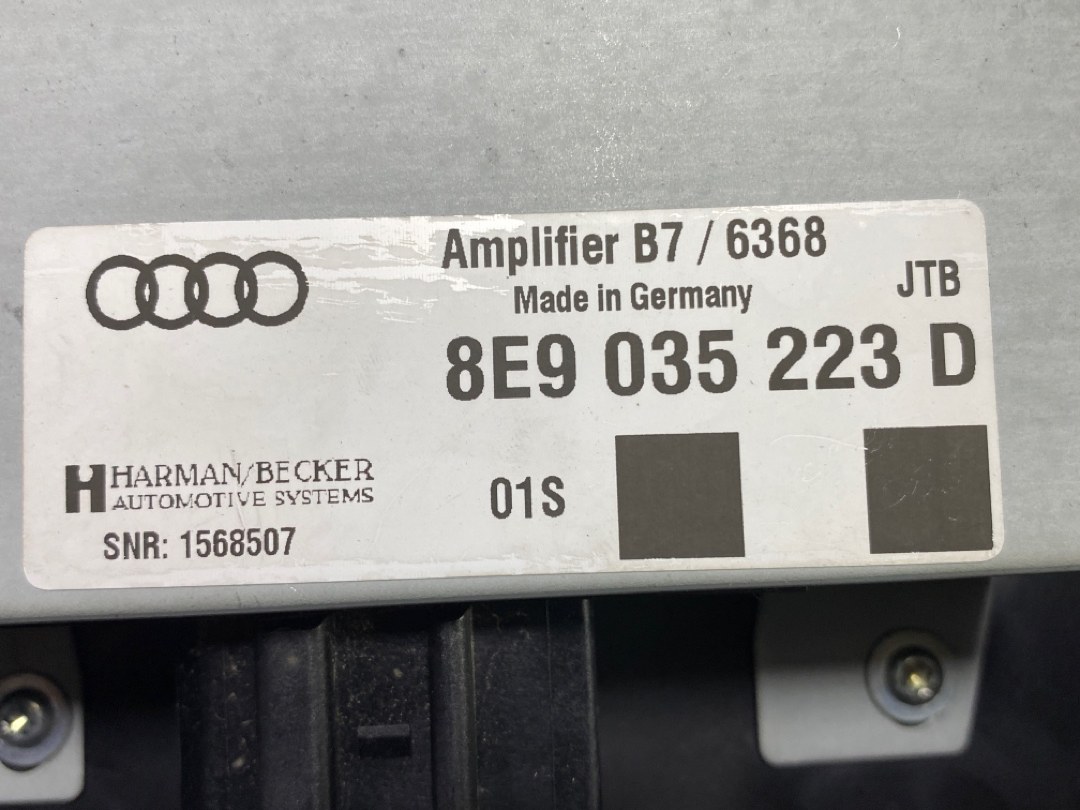 Amplifier B7 / 6368
Made in Germany
JTB
8E9 035 223 D
HARMAN/BECKER
AUTOMOTIVE SYSTEMS
01S
SNR: 1568507